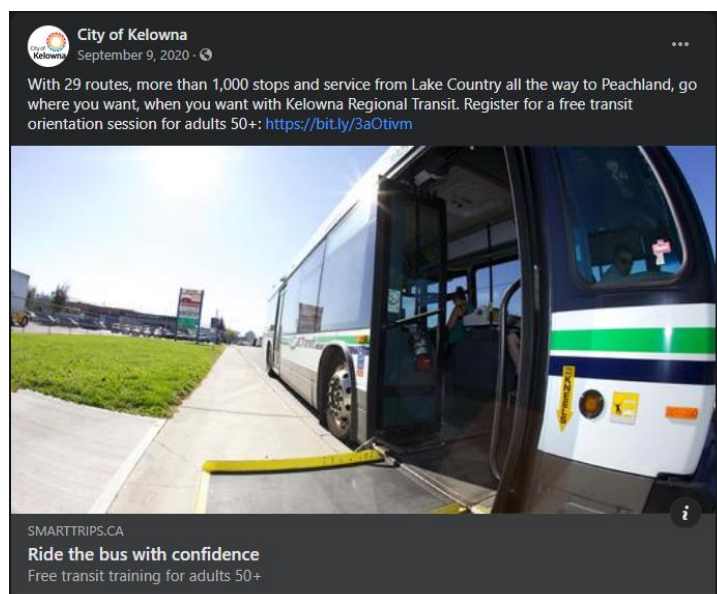 City of
Kelowna
City of Kelowna
September 9, 2020 ·
With 29 routes, more than 1,000 stops and service from Lake Country all the way to Peachland, go
where you want, when you want with Kelowna Regional Transit. Register for a free transit
orientation session for adults 50+: https://bit.ly/3aOtivm
KNEELS
SMARTTRIPS.CA
Ride the bus with confidence
Free transit training for adults 50+